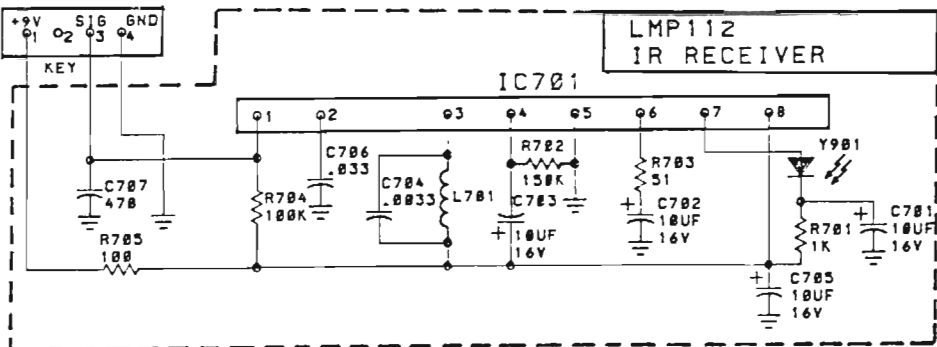 +9V SIG GND
1 2 3 4
KEY
LMP112
IR RECEIVER
IC701
1 2 3 4 5 6 7 8
C707
470
R704
100K
C706
.033
C704
.0033
L701
R702
150K
C703
+
10UF
16V
R703
51
+
C702
10UF
16V
Y901
R701
1K
+
C701
10UF
16V
R705
100
+
C705
10UF
16V